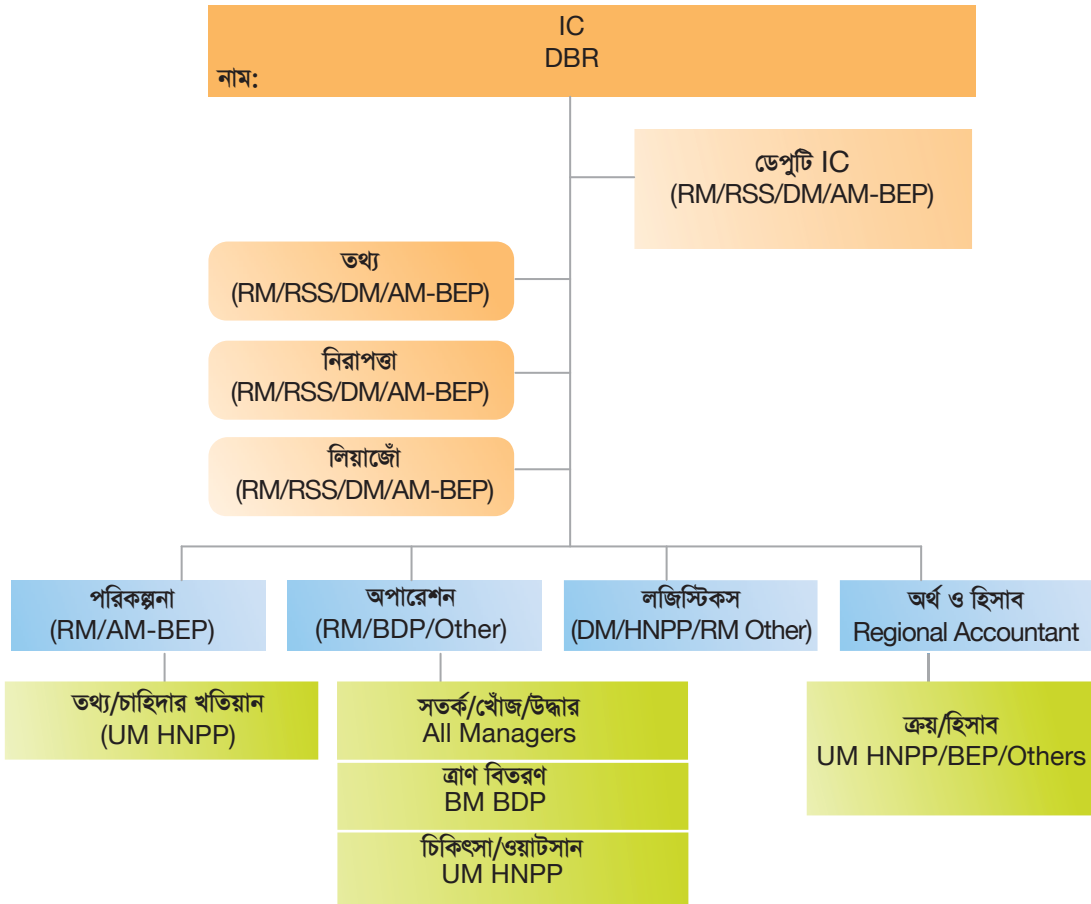 IC
DBR
নাম:
ডেপুটি IC
(RM/RSS/DM/AM-BEP)
তথ্য
(RM/RSS/DM/AM-BEP)
নিরাপত্তা
(RM/RSS/DM/AM-BEP)
লিয়াজোঁ
(RM/RSS/DM/AM-BEP)
পরিকল্পনা
(RM/AM-BEP)
অপারেশন
(RM/BDP/Other)
লজিস্টিকস
(DM/HNPP/RM Other)
অর্থ ও হিসাব
Regional Accountant
তথ্য/চাহিদার খতিয়ান
(UM HNPP)
সতর্ক/খোঁজ/উদ্ধার
All Managers
ত্রাণ বিতরণ
BM BDP
চিকিৎসা/ওয়াটসান
UM HNPP
ক্রয়/হিসাব
UM HNPP/BEP/Others